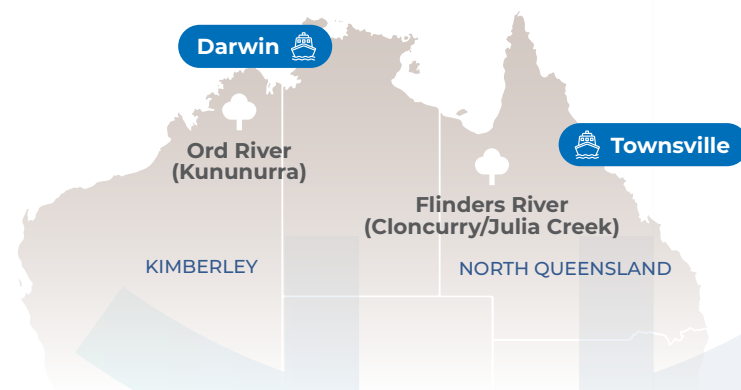 Darwin
Townsville
Ord River
(Kununurra)
Flinders River
(Cloncurry/Julia Creek)
KIMBERLEY
NORTH QUEENSLAND